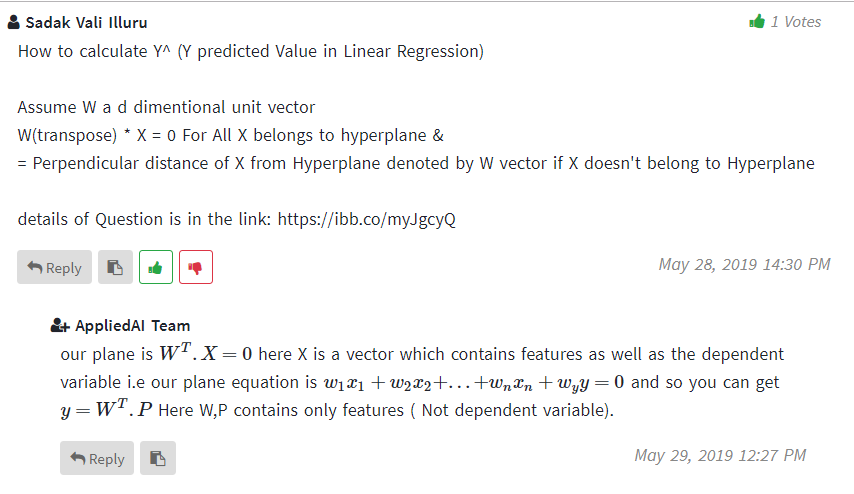 Sadak Vali Illuru
1 Votes
How to calculate Y^ (Y predicted Value in Linear Regression)
Assume W a d dimentional unit vector
W(transpose) * X = 0 For All X belongs to hyperplane &
= Perpendicular distance of X from Hyperplane denoted by W vector if X doesn't belong to Hyperplane
details of Question is in the link: https://ibb.co/myJgcyQ
Reply
May 28, 2019 14:30 PM
AppliedAI Team
our plane is W^T.X = 0 here X is a vector which contains features as well as the dependent
variable i.e our plane equation is w₁x₁ + w₂x₂+...+wₙxₙ + w_y y = 0 and so you can get
y = W^T.P Here W,P contains only features ( Not dependent variable).
Reply
May 29, 2019 12:27 PM